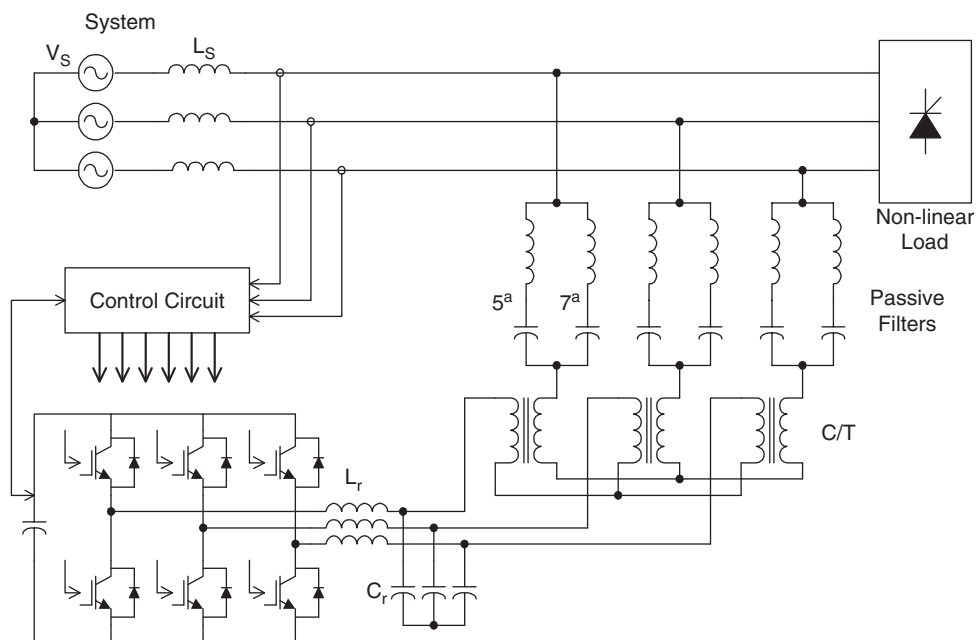 System
V_S
L_S
Non-linear
Load
Control Circuit
5^a
7^a
Passive
Filters
C/T
L_r
C_r